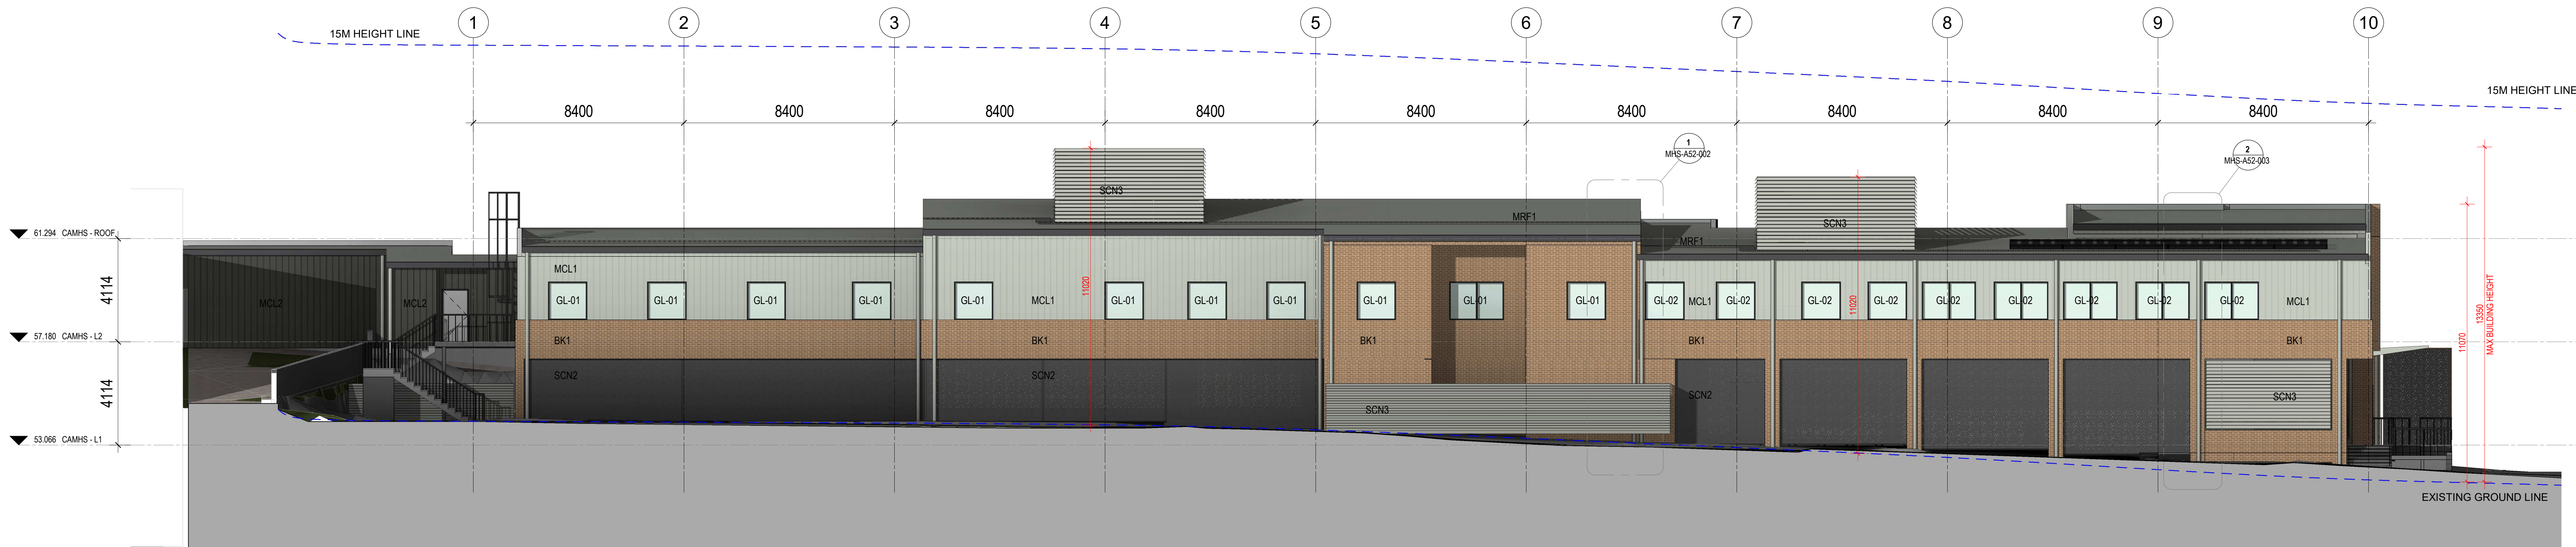 1 2 3 4 5 6 7 8 9 10
15M HEIGHT LINE
15M HEIGHT LINE
8400 8400 8400 8400 8400 8400 8400 8400 8400
1
MHS-A52-002
2
MHS-A52-003
SCN3
MRF1
SCN3
MRF1
61.294 CAMHS - ROOF
4114
57.180 CAMHS - L2
4114
53.066 CAMHS - L1
MCL2
MCL2
MCL1
MCL1
MCL1
MCL1
GL-01 GL-01 GL-01 GL-01 GL-01 GL-01 GL-01 GL-01 GL-01 GL-01 GL-01 GL-02 GL-02 GL-02 GL-02 GL-02 GL-02 GL-02 GL-02 GL-02
11020
11020
11070
13350
MAX BUILDING HEIGHT
BK1
BK1
BK1
BK1
BK1
SCN2
SCN2
SCN3
SCN2
SCN3
EXISTING GROUND LINE